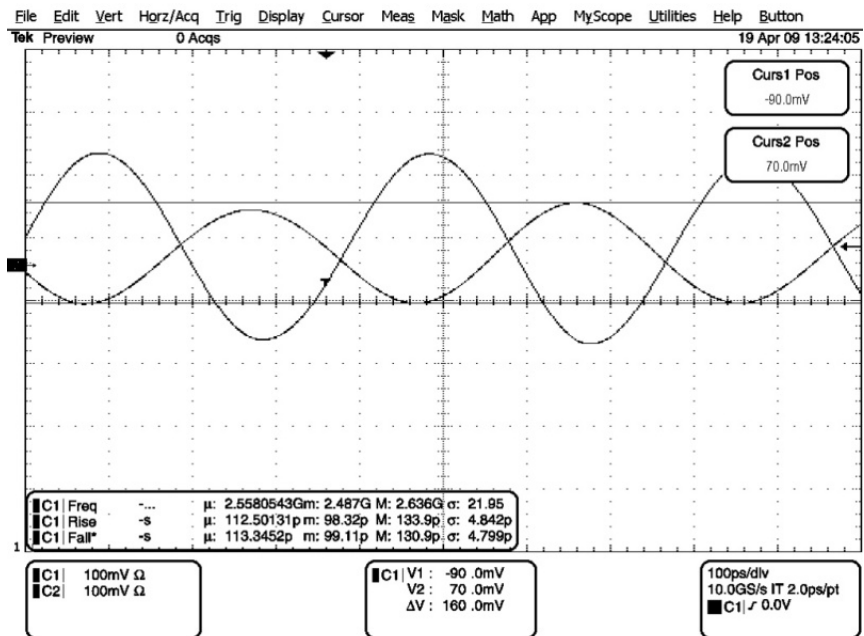 File Edit Vert Horz/Acq Trig Display Cursor Meas Mask Math App MyScope Utilities Help Button
Tek Preview 0 Acqs 19 Apr 09 13:24:05
Curs1 Pos
-90.0mV
Curs2 Pos
70.0mV
C1 Freq -... µ: 2.5580543Gm: 2.487G M: 2.636G σ: 21.95
C1 Rise -s µ: 112.50131p m: 98.32p M: 133.9p σ: 4.842p
C1 Fall* -s µ: 113.3452p m: 99.11p M: 130.9p σ: 4.799p
1
C1 100mV Ω
C2 100mV Ω
C1 V1 : -90 .0mV
V2 : 70 .0mV
ΔV : 160 .0mV
100ps/div
10.0GS/s IT 2.0ps/pt
C1 ∫ 0.0V